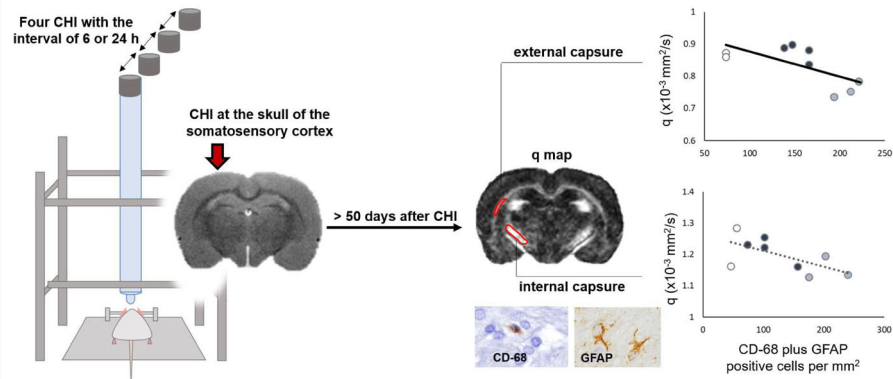 Four CHI with the
interval of 6 or 24 h
CHI at the skull of the
somatosensory cortex
> 50 days after CHI
external capsure
q map
internal capsure
CD-68
GFAP
q (x10-³ mm²/s)
1
0.9
0.8
0.7
0.6
50
100
150
200
250
q (x10-³ mm²/s)
1.4
1.3
1.2
1.1
1
0
100
200
300
CD-68 plus GFAP
positive cells per mm²